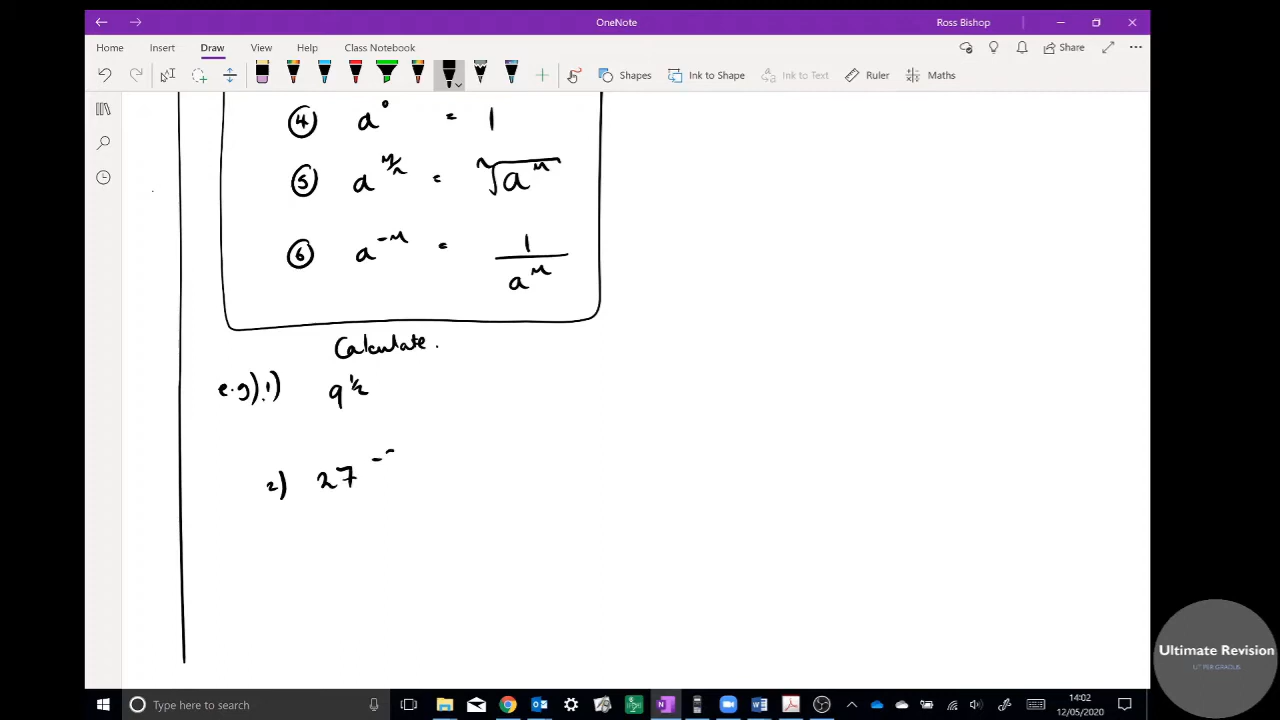 Ross Bishop
OneNote
Home Insert Draw View Help Class Notebook
Share
Shapes Ink to Shape Ink to Text Ruler Maths
④ a⁰ = 1
⑤ a^{m/n} = ⁿ√a^m
⑥ a^{-m} = 1/a^m
Calculate.
e.g).1) 9^{1/2}
2) 27^-
Ultimate Revision
Type here to search
14:02
12/05/2020